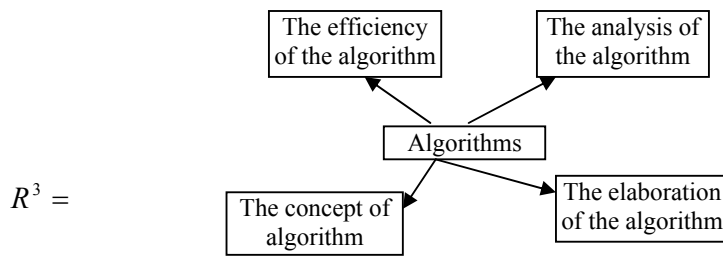 The efficiency
of the algorithm
The analysis of
the algorithm
Algorithms
R³ =
The concept of
algorithm
The elaboration
of the algorithm